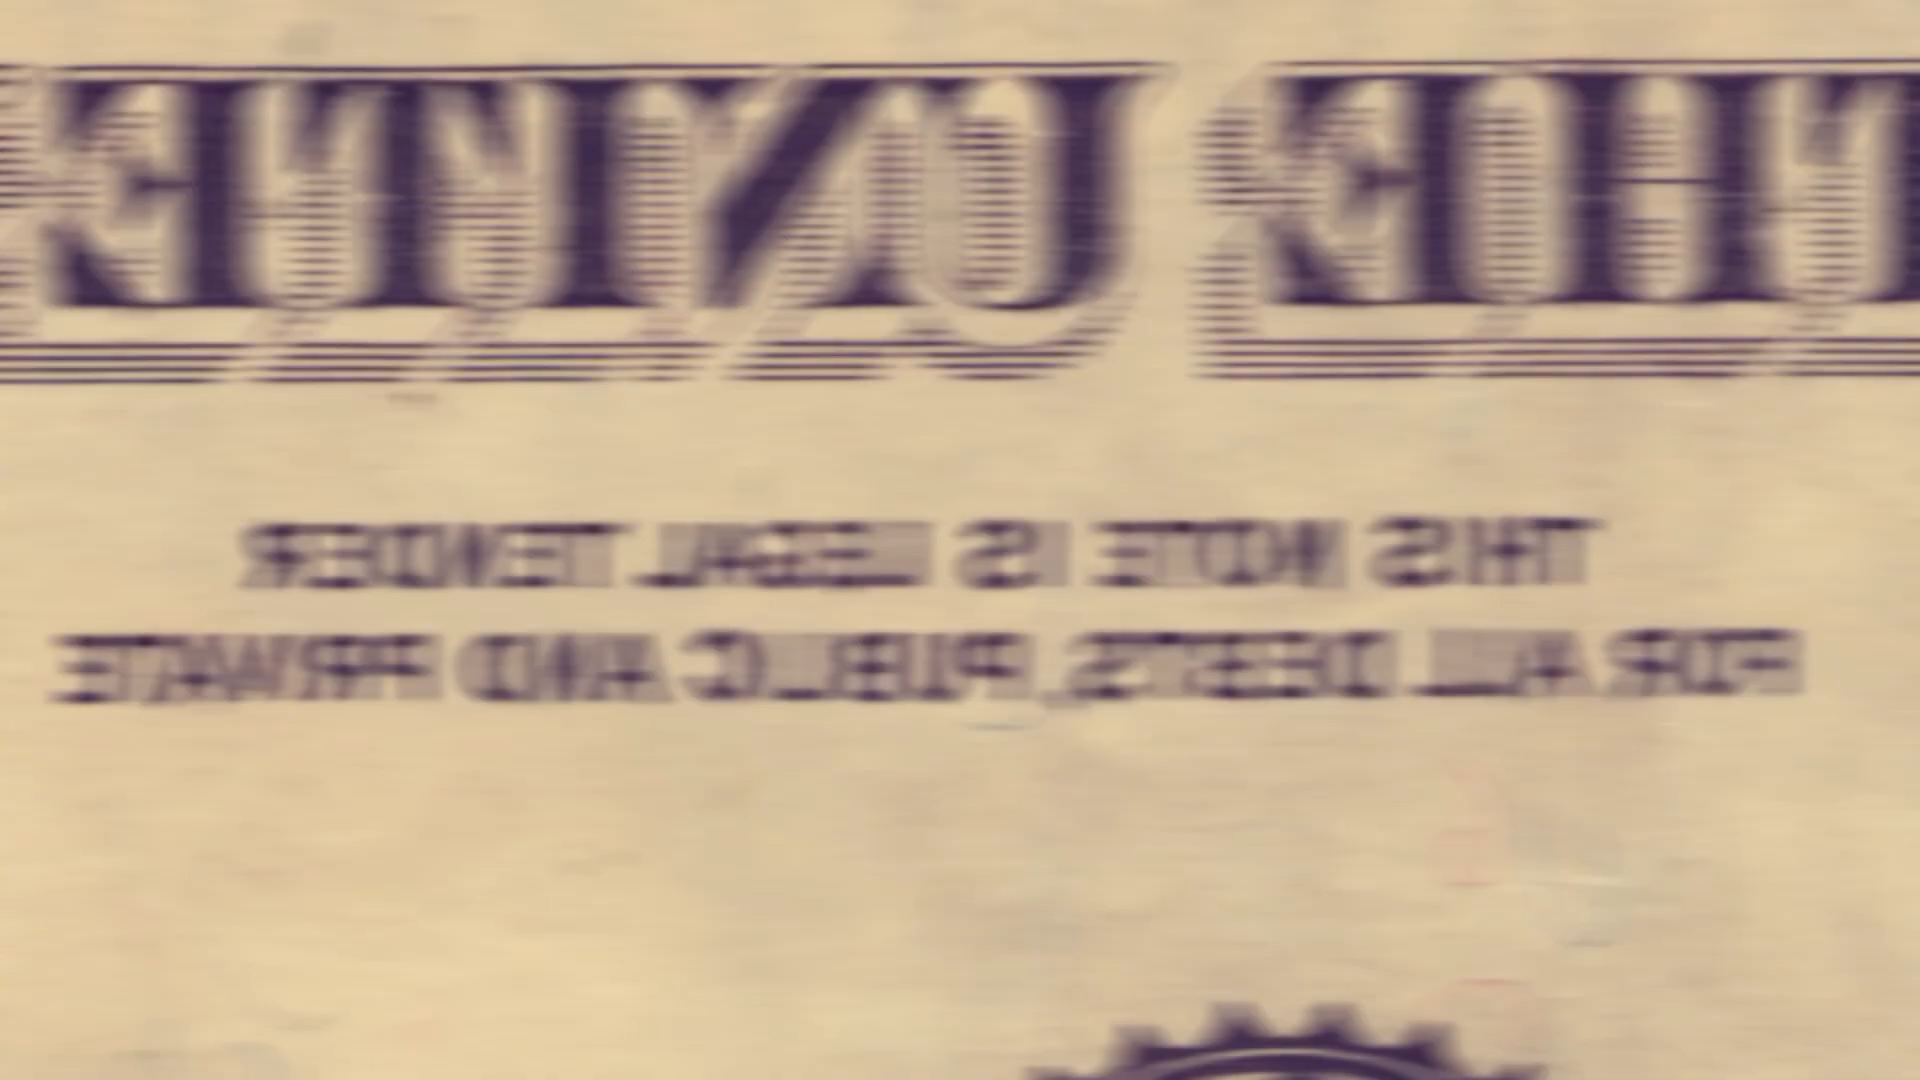 THE UNITE
THIS NOTE IS LEGAL TENDER
FOR ALL DEBTS, PUBLIC AND PRIVATE